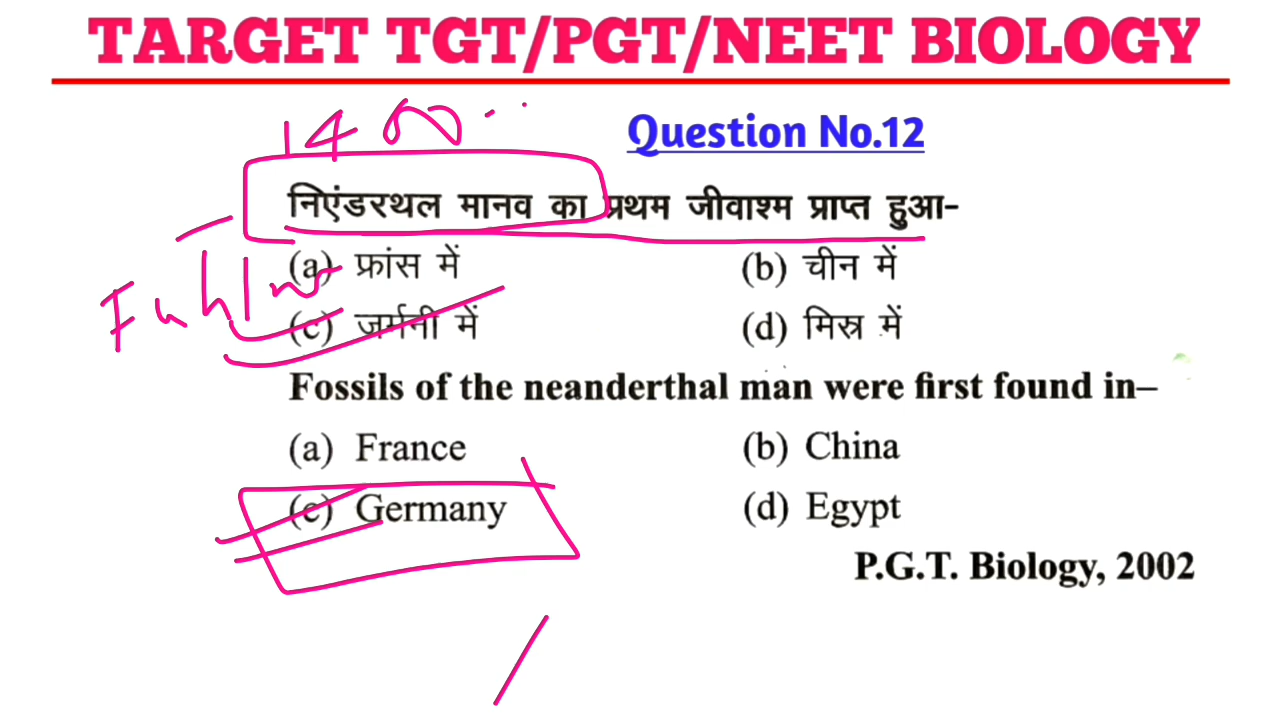 TARGET TGT/PGT/NEET BIOLOGY
Question No.12
निएंडरथल मानव का प्रथम जीवाश्म प्राप्त हुआ-
(a) फ्रांस में (b) चीन में
(c) जर्मनी में (d) मिस्र में
Fossils of the neanderthal man were first found in–
(a) France (b) China
(c) Germany (d) Egypt
P.G.T. Biology, 2002